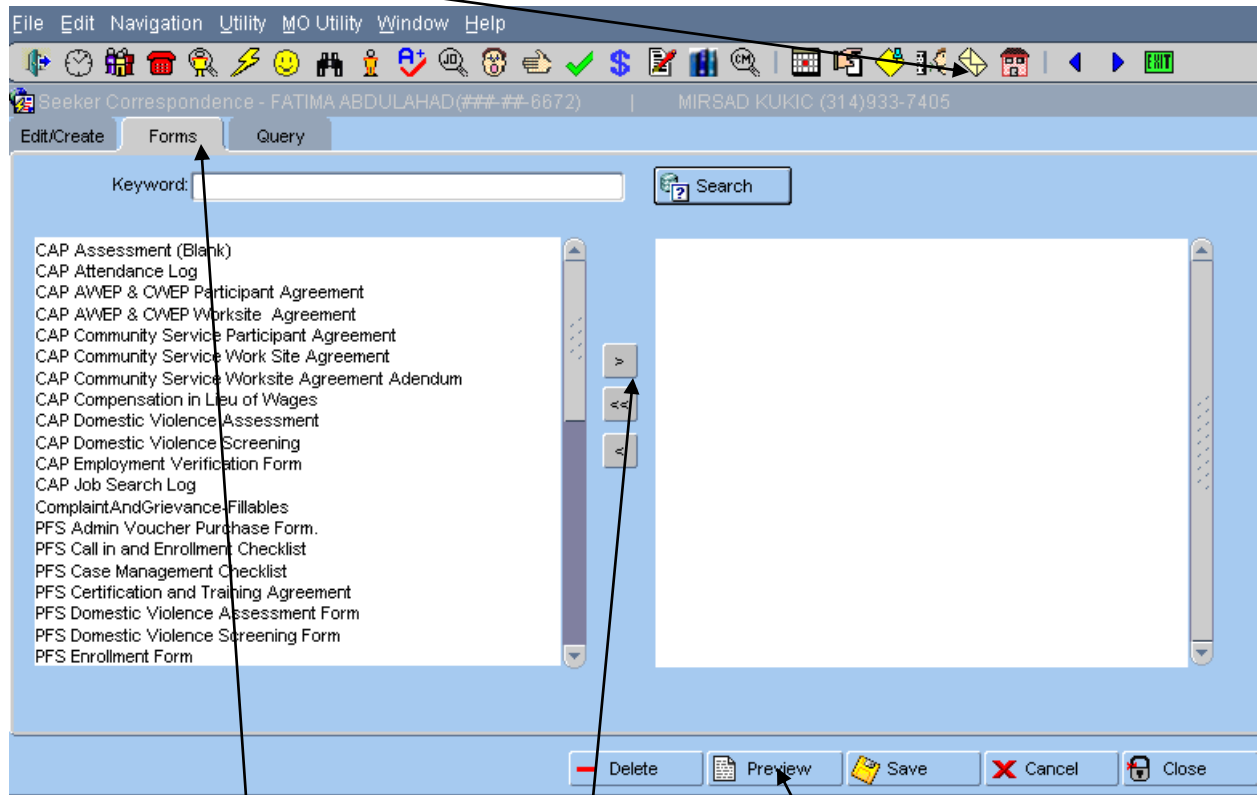 File Edit Navigation Utility MO Utility Window Help
A+ JQ $ CM EXIT
Seeker Correspondence - FATIMA ABDULAHAD(###-##-6672) | MIRSAD KUKIC (314)933-7405
Edit/Create Forms Query
Keyword: ? Search
CAP Assessment (Blank)
CAP Attendance Log
CAP AWEP & CWEP Participant Agreement
CAP AWEP & CWEP Worksite Agreement
CAP Community Service Participant Agreement
CAP Community Service Work Site Agreement
CAP Community Service Worksite Agreement Adendum
CAP Compensation in Lieu of Wages
CAP Domestic Violence Assessment
CAP Domestic Violence Screening
CAP Employment Verification Form
CAP Job Search Log
ComplaintAndGrievance-Fillables
PFS Admin Voucher Purchase Form.
PFS Call in and Enrollment Checklist
PFS Case Management Checklist
PFS Certification and Training Agreement
PFS Domestic Violence Assessment Form
PFS Domestic Violence Screening Form
PFS Enrollment Form
>
<<
<
Delete Preview Save Cancel Close